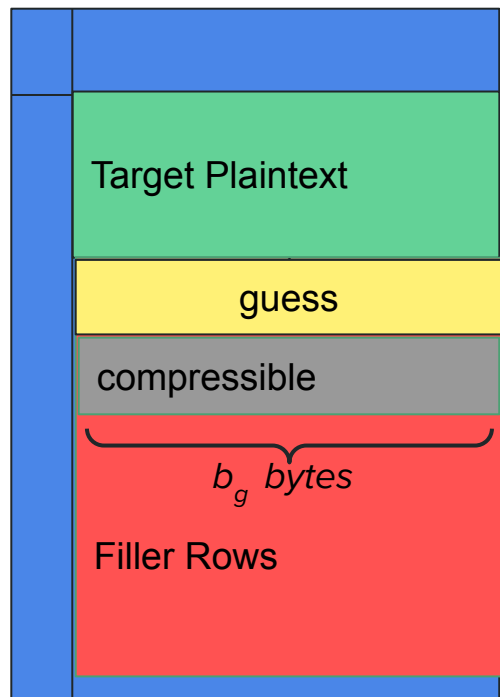 Target Plaintext
guess
compressible
b_g bytes
Filler Rows